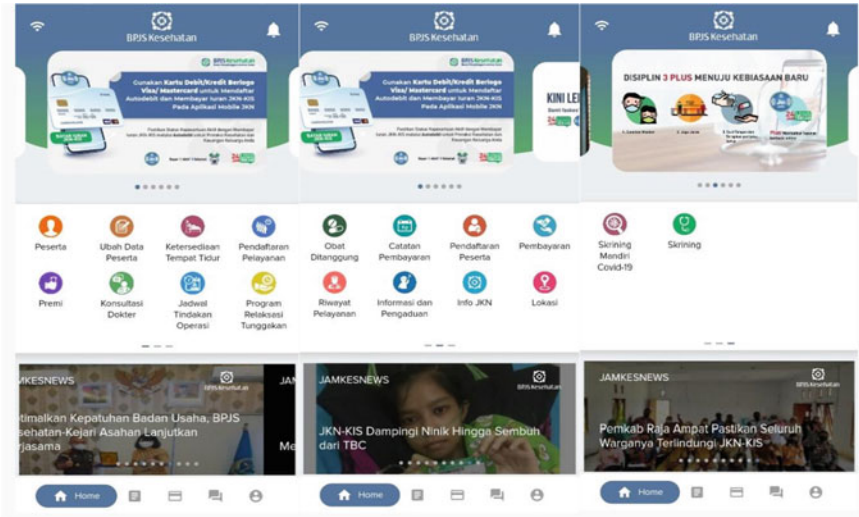 BPJS Kesehatan
BPJS Kesehatan
Gunakan Kartu Debit/Kredit Berlogo
Visa/ Mastercard untuk Mendaftar
Autodebit dan Membayar Iuran JKN-KIS
Pada Aplikasi Mobile JKN
Peserta
Ubah Data
Peserta
Ketersediaan
Tempat Tidur
Pendaftaran
Pelayanan
Premi
Konsultasi
Dokter
Jadwal
Tindakan
Operasi
Program
Relaksasi
Tunggakan
JAMKESNEWS
BPJS Kesehatan
JAM
timalkan Kepatuhan Badan Usaha, BPJS
sehatan-Kejari Asahan Lanjutkan
rjasama
Me
Home
BPJS Kesehatan
BPJS Kesehatan
Gunakan Kartu Debit/Kredit Berlogo
Visa/ Mastercard untuk Mendaftar
Autodebit dan Membayar Iuran JKN-KIS
Pada Aplikasi Mobile JKN
KINI LE
Obat
Ditanggung
Catatan
Pembayaran
Pendaftaran
Peserta
Pembayaran
Riwayat
Pelayanan
Informasi dan
Pengaduan
Info JKN
Lokasi
JAMKESNEWS
BPJS Kesehatan
JKN-KIS Dampingi Ninik Hingga Sembuh
dari TBC
Home
BPJS Kesehatan
DISIPLIN 3 PLUS MENUJU KEBIASAAN BARU
Skrining
Mandiri
Covid-19
Skrining
JAMKESNEWS
BPJS Kesehatan
Pemkab Raja Ampat Pastikan Seluruh
Warganya Terlindungi JKN-KIS
Home